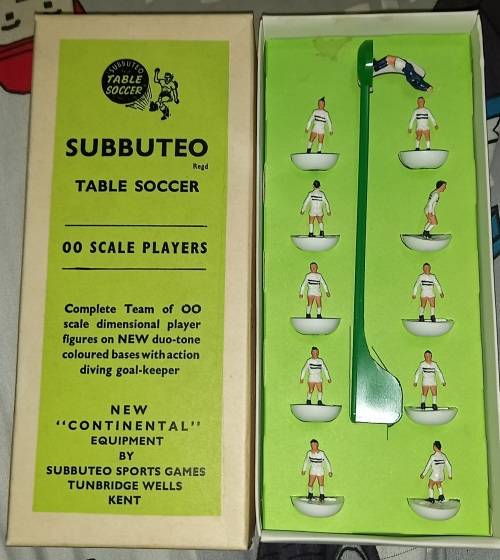 SUBBUTEO
TABLE
SOCCER
SUBBUTEO
Regd
TABLE SOCCER
OO SCALE PLAYERS
Complete Team of OO
scale dimensional player
figures on NEW duo-tone
coloured bases with action
diving goal-keeper
NEW
"CONTINENTAL"
EQUIPMENT
BY
SUBBUTEO SPORTS GAMES
TUNBRIDGE WELLS
KENT